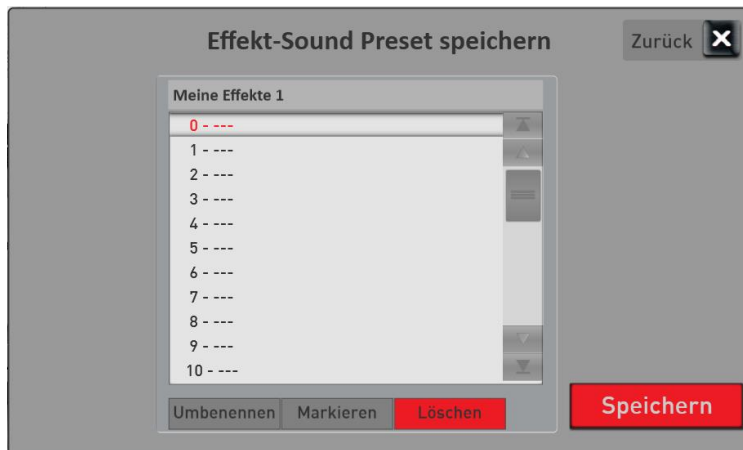 Effekt-Sound Preset speichern
Zurück
Meine Effekte 1
0 - ---
1 - ---
2 - ---
3 - ---
4 - ---
5 - ---
6 - ---
7 - ---
8 - ---
9 - ---
10 - ---
Umbenennen Markieren Löschen
Speichern